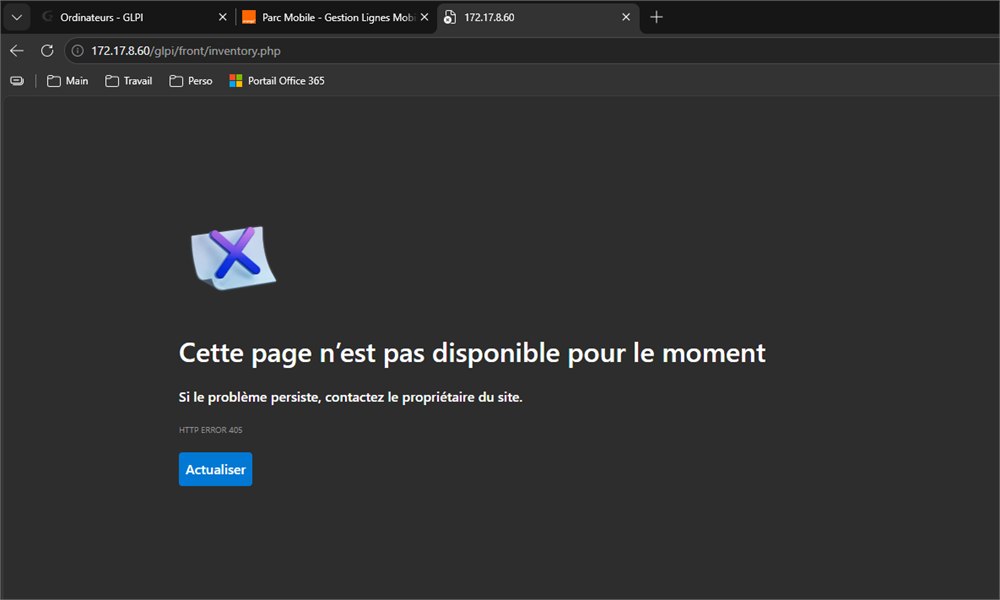 Ordinateurs - GLPI
Parc Mobile - Gestion Lignes Mobi
172.17.8.60
172.17.8.60/glpi/front/inventory.php
Main
Travail
Perso
Portail Office 365
Cette page n’est pas disponible pour le moment
Si le problème persiste, contactez le propriétaire du site.
HTTP ERROR 405
Actualiser